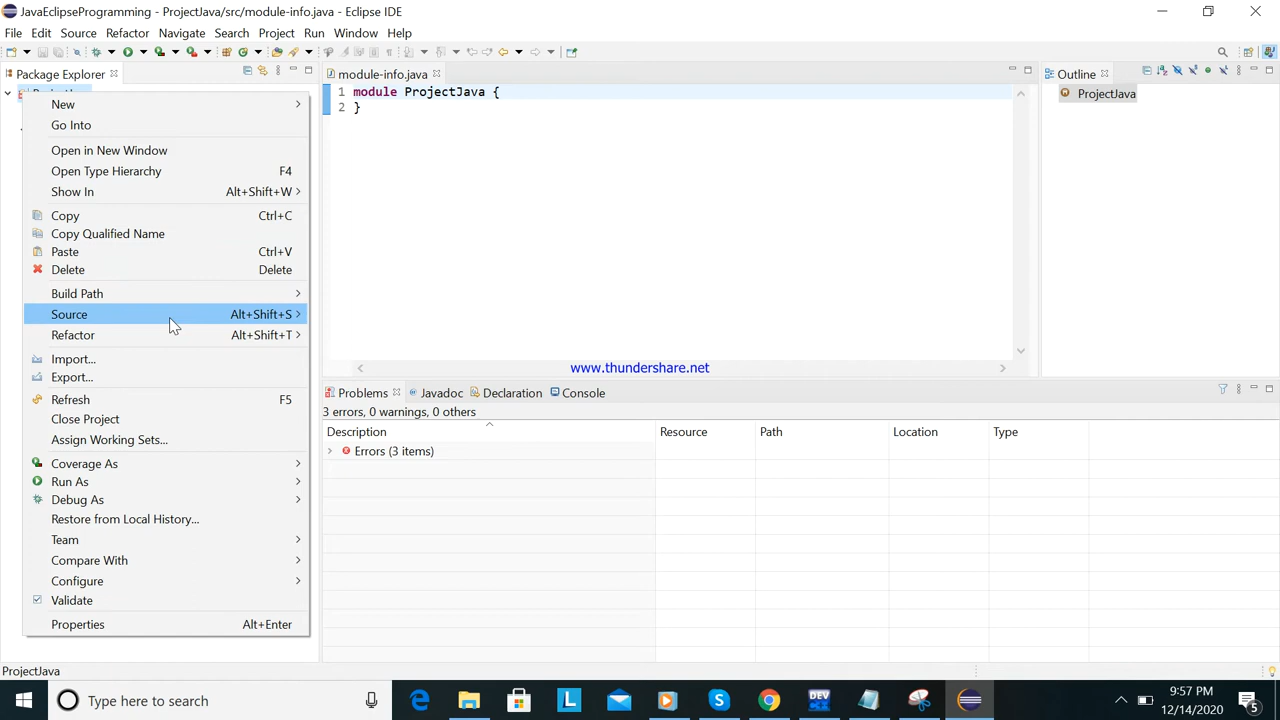 JavaEclipseProgramming - ProjectJava/src/module-info.java - Eclipse IDE
File Edit Source Refactor Navigate Search Project Run Window Help
Package Explorer
module-info.java
Outline
1 module ProjectJava {
2 }
ProjectJava
New
Go Into
Open in New Window
Open Type Hierarchy F4
Show In Alt+Shift+W
Copy Ctrl+C
Copy Qualified Name
Paste Ctrl+V
Delete Delete
Build Path
Source Alt+Shift+S
Refactor Alt+Shift+T
Import...
Export...
Refresh F5
Close Project
Assign Working Sets...
Coverage As
Run As
Debug As
Restore from Local History...
Team
Compare With
Configure
Validate
Properties Alt+Enter
www.thundershare.net
Problems Javadoc Declaration Console
3 errors, 0 warnings, 0 others
Description Resource Path Location Type
Errors (3 items)
ProjectJava
Type here to search
DEV
9:57 PM
12/14/2020
5